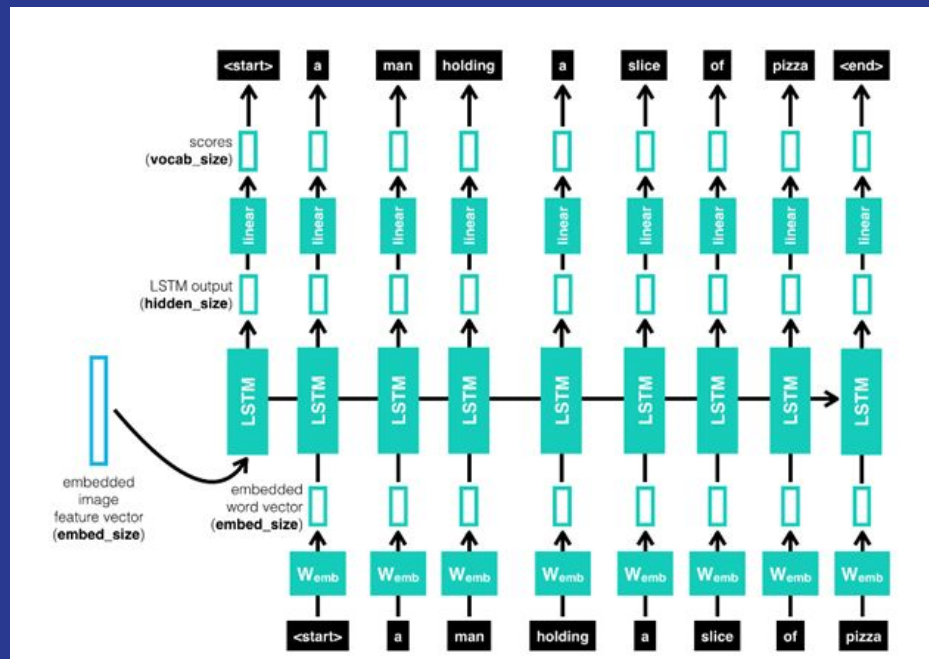 <start> a man holding a slice of pizza <end>
scores
(vocab_size)
linear linear linear linear linear linear linear linear linear
LSTM output
(hidden_size)
LSTM LSTM LSTM LSTM LSTM LSTM LSTM LSTM LSTM
embedded
image
feature vector
(embed_size)
embedded
word vector
(embed_size)
Wemb Wemb Wemb Wemb Wemb Wemb Wemb Wemb
<start> a man holding a slice of pizza